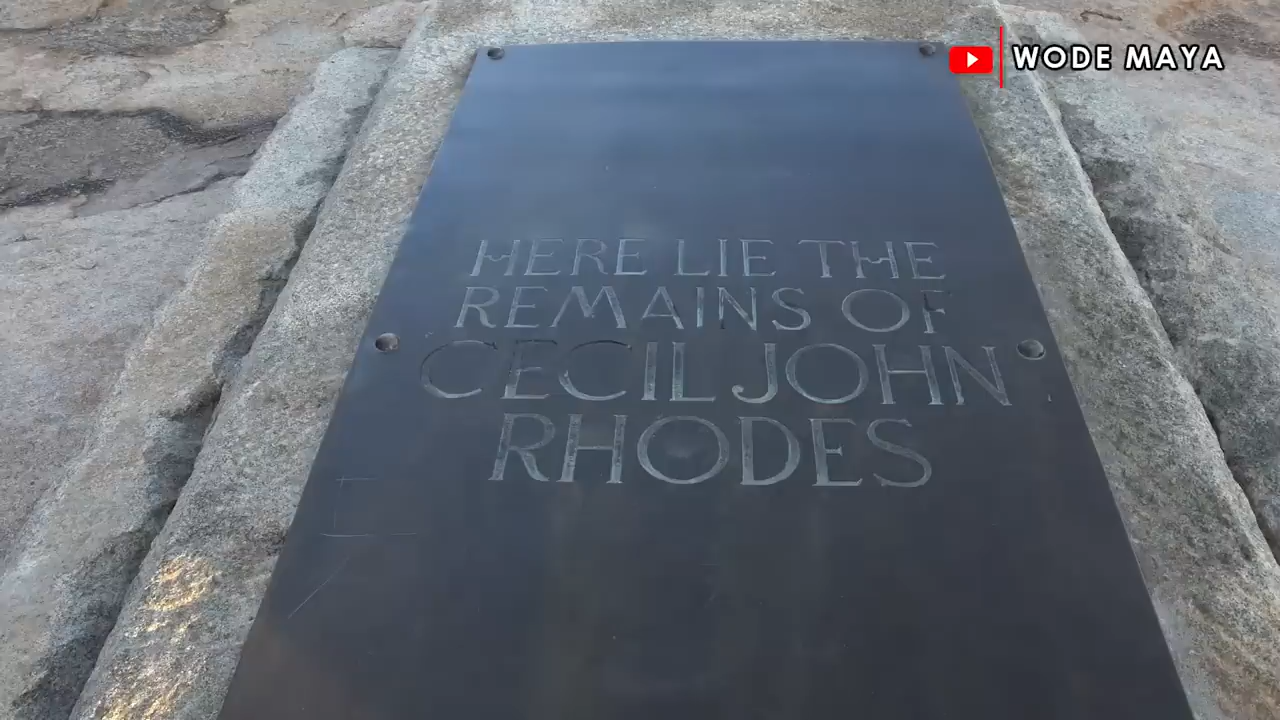 WODE MAYA
HERE LIE THE
REMAINS OF
CECIL JOHN
RHODES